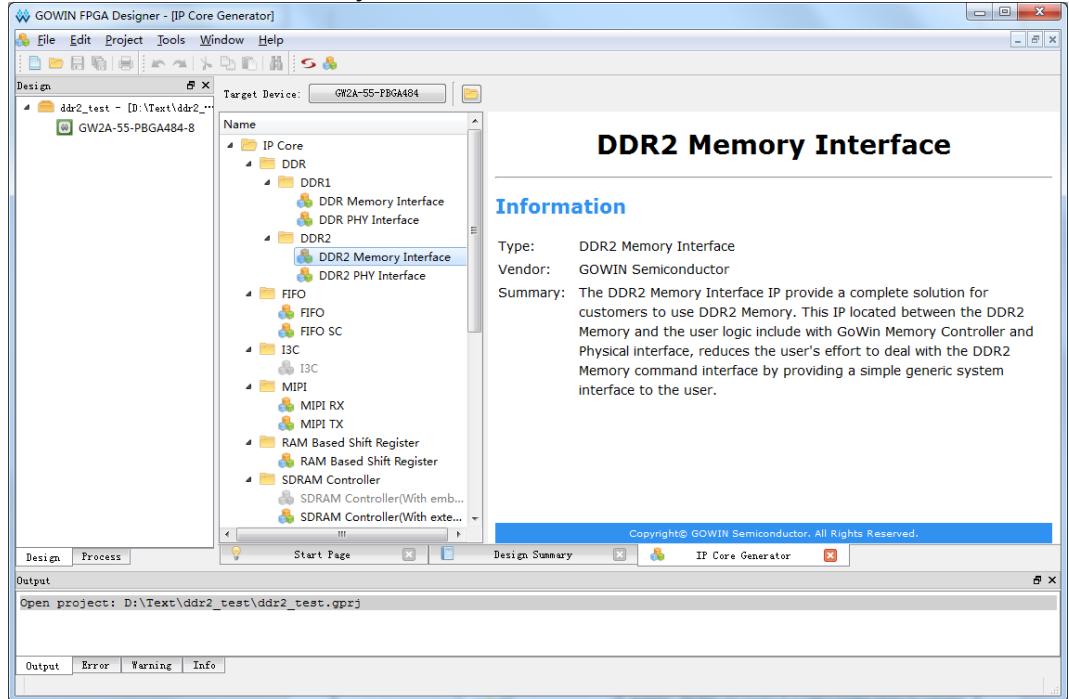 GOWIN FPGA Designer - [IP Core Generator]
File Edit Project Tools Window Help
Design
ddr2_test - [D:\Text\ddr2_...
GW2A-55-PBGA484-8
Target Device: GW2A-55-PBGA484
Name
IP Core
DDR
DDR1
DDR Memory Interface
DDR PHY Interface
DDR2
DDR2 Memory Interface
DDR2 PHY Interface
FIFO
FIFO
FIFO SC
I3C
I3C
MIPI
MIPI RX
MIPI TX
RAM Based Shift Register
RAM Based Shift Register
SDRAM Controller
SDRAM Controller(With emb...
SDRAM Controller(With exte...
DDR2 Memory Interface
Information
Type: DDR2 Memory Interface
Vendor: GOWIN Semiconductor
Summary: The DDR2 Memory Interface IP provide a complete solution for
customers to use DDR2 Memory. This IP located between the DDR2
Memory and the user logic include with GoWin Memory Controller and
Physical interface, reduces the user's effort to deal with the DDR2
Memory command interface by providing a simple generic system
interface to the user.
Copyright© GOWIN Semiconductor. All Rights Reserved.
Design Process
Start Page Design Summary IP Core Generator
Output
Open project: D:\Text\ddr2_test\ddr2_test.gprj
Output Error Warning Info